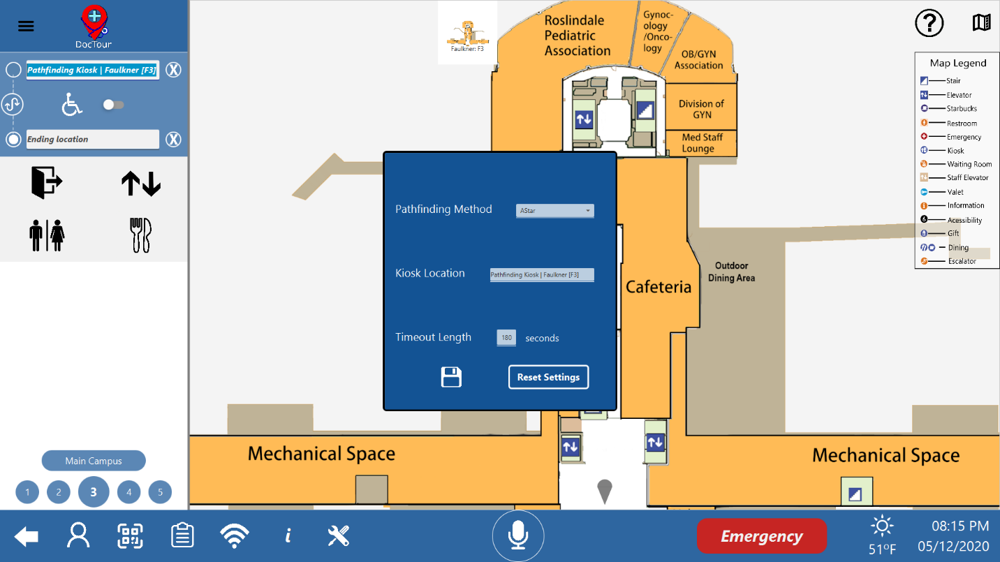 DocTour
Pathfinding Kiosk | Faulkner [F3]
X
Ending location
X
Main Campus
1
2
3
4
5
Faulkner: F3
Roslindale
Pediatric
Association
Gynoc-
ology
/Onco-
logy
OB/GYN
Association
Division of
GYN
Med Staff
Lounge
Cafeteria
Outdoor
Dining Area
Mechanical Space
Mechanical Space
Pathfinding Method
AStar
Kiosk Location
Pathfinding Kiosk | Faulkner [F3]
Timeout Length
180
seconds
Reset Settings
?
Map Legend
Stair
Elevator
Starbucks
Restroom
Emergency
Kiosk
Waiting Room
Staff Elevator
Valet
Information
Acessibility
Gift
Dining
Escalator
i
Emergency
51°F
08:15 PM
05/12/2020